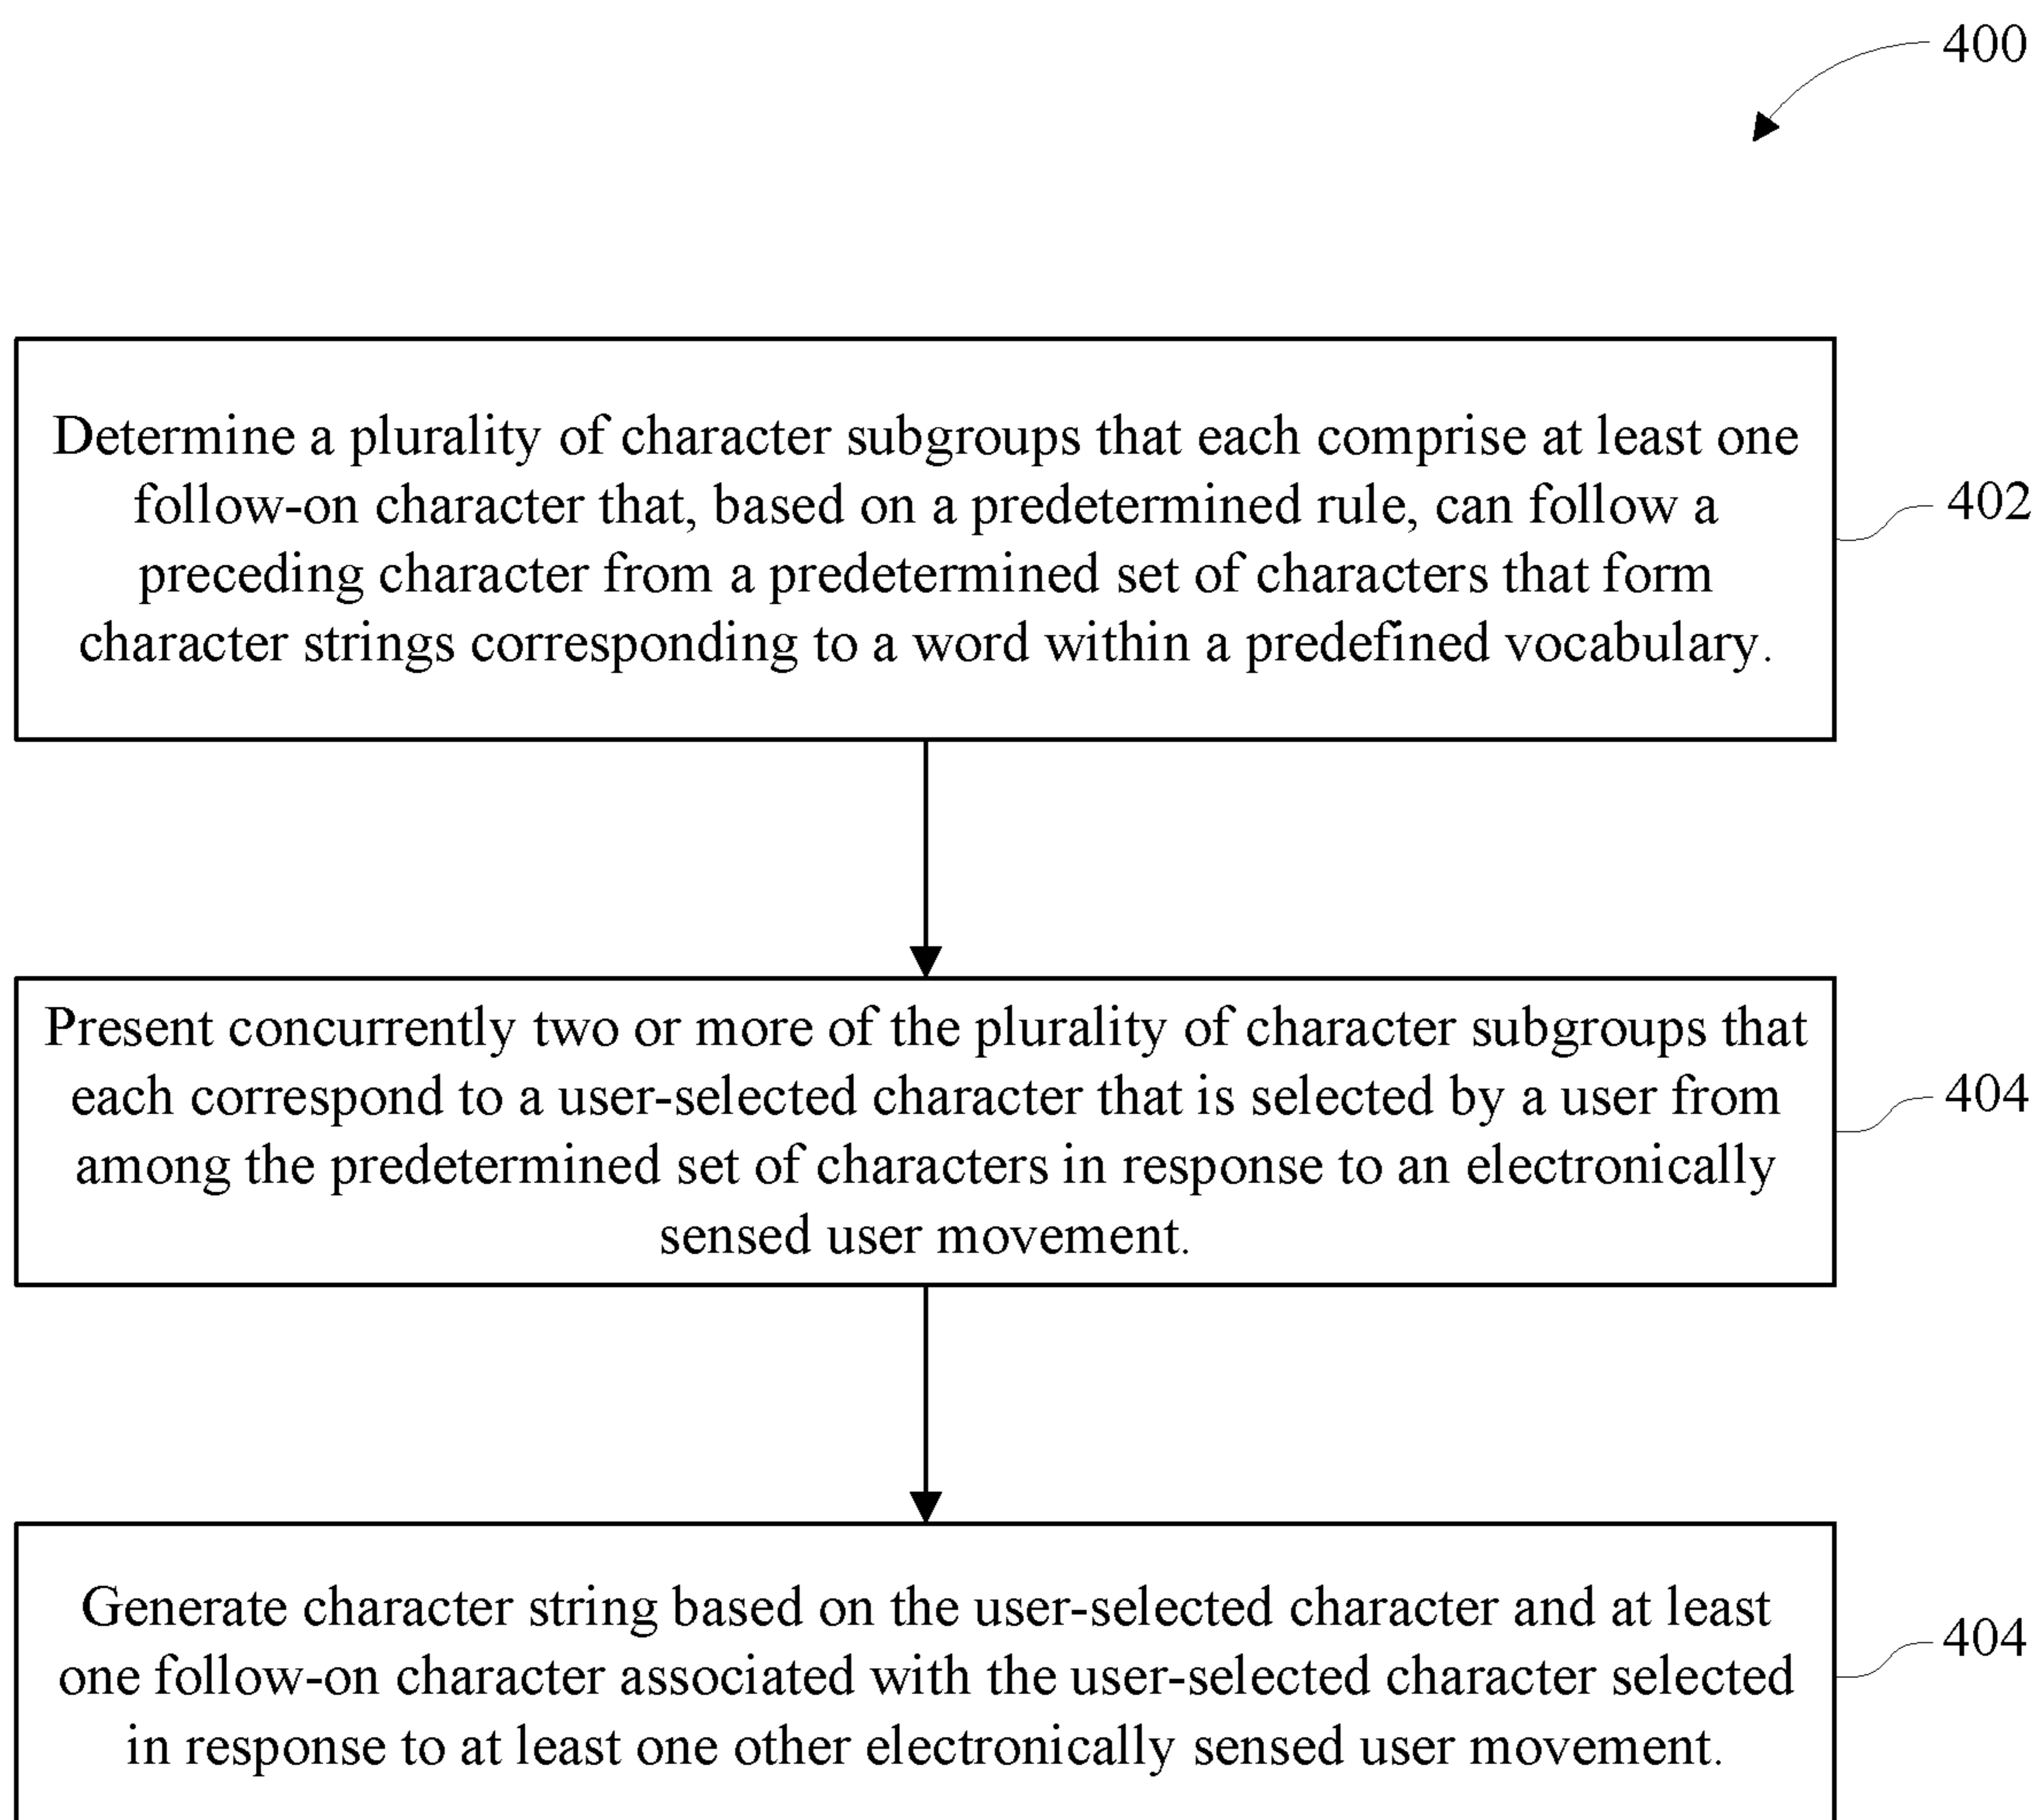 400
Determine a plurality of character subgroups that each comprise at least one
follow-on character that, based on a predetermined rule, can follow a
preceding character from a predetermined set of characters that form
character strings corresponding to a word within a predefined vocabulary.
402
Present concurrently two or more of the plurality of character subgroups that
each correspond to a user-selected character that is selected by a user from
among the predetermined set of characters in response to an electronically
sensed user movement.
404
Generate character string based on the user-selected character and at least
one follow-on character associated with the user-selected character selected
in response to at least one other electronically sensed user movement.
404